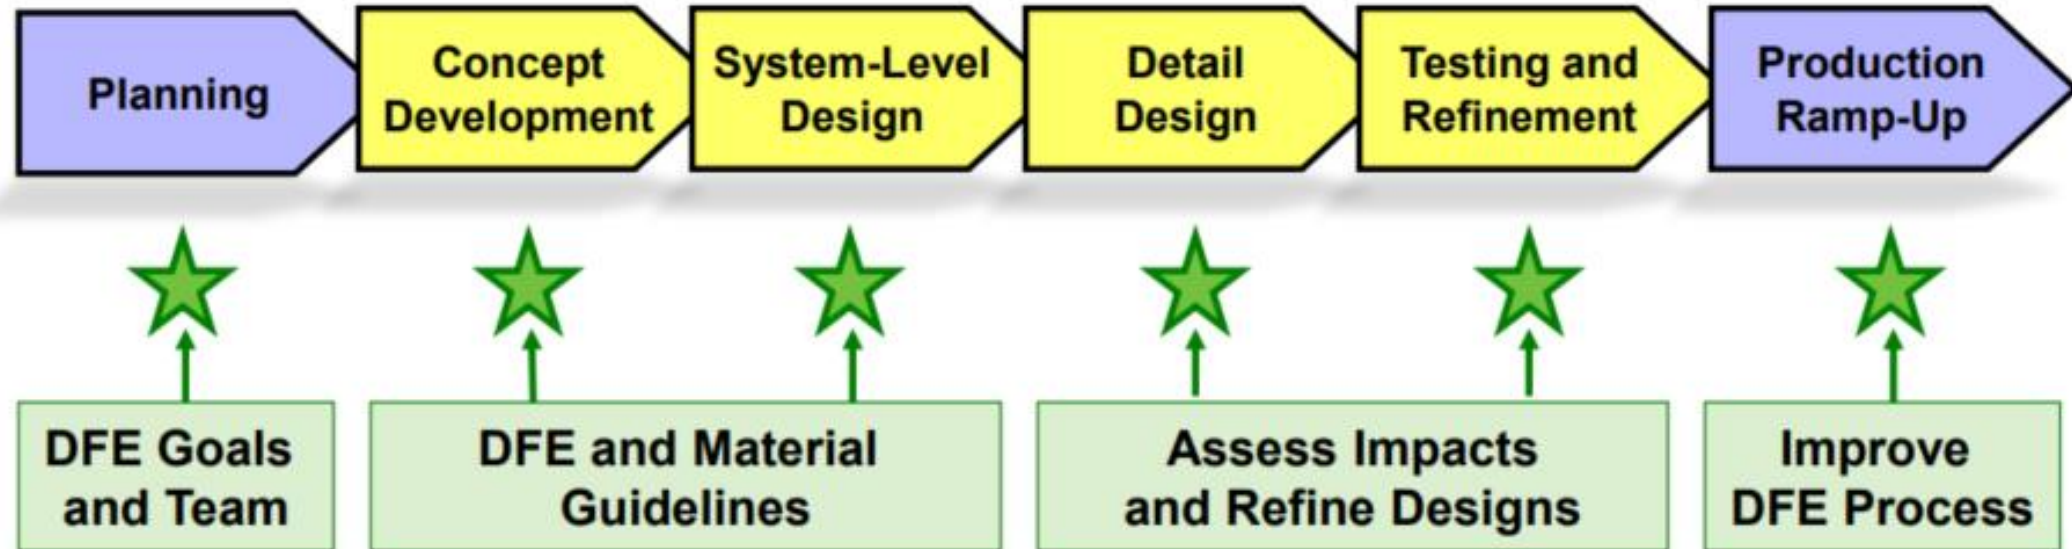 Planning
Concept
Development
System-Level
Design
Detail
Design
Testing and
Refinement
Production
Ramp-Up
DFE Goals
and Team
DFE and Material
Guidelines
Assess Impacts
and Refine Designs
Improve
DFE Process